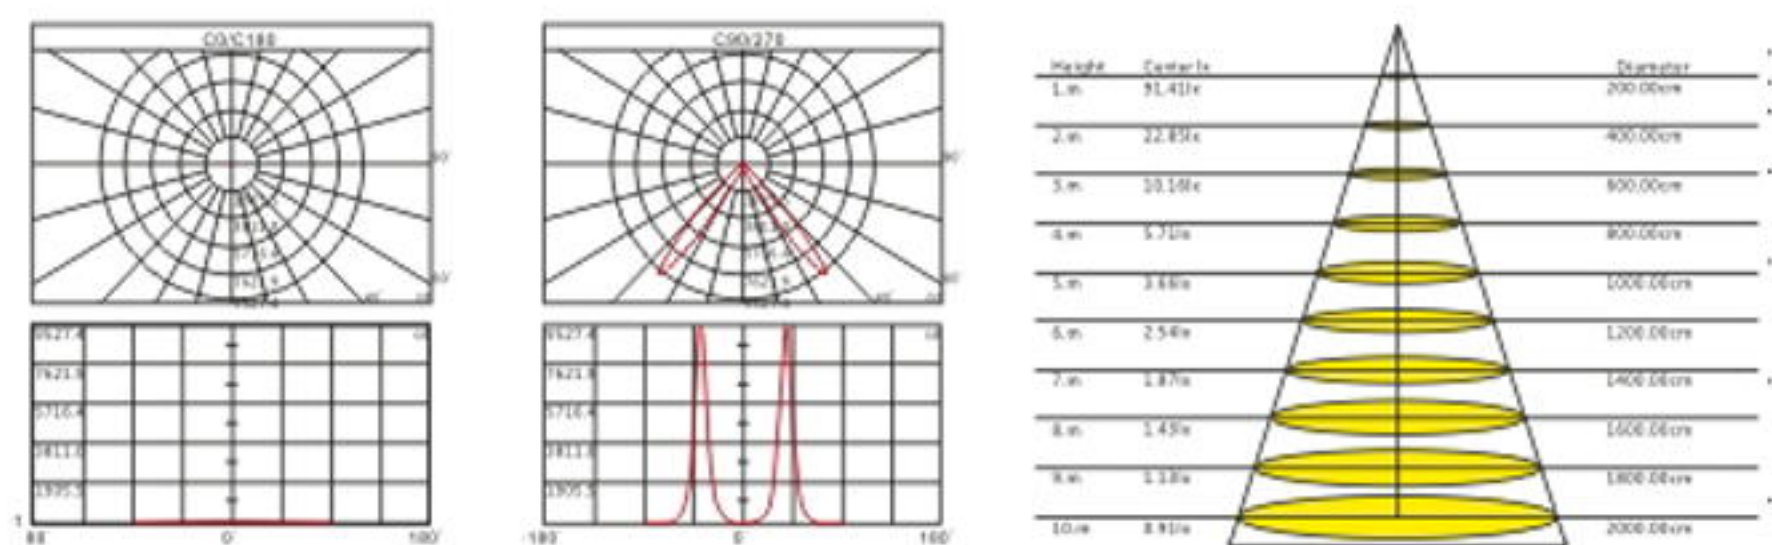 C0/C180
90°
60°
9527.4
7621.9
5716.4
3811.0
1905.5
0°
180°
C90/270
90°
60°
9527.4
7621.9
5716.4
3811.0
1905.5
-180°
0°
180°
Height Center lx Diameter
1.m 91.41lx 200.00cm
2.m 22.85lx 400.00cm
3.m 10.16lx 600.00cm
4.m 5.71lx 800.00cm
5.m 3.66lx 1000.00cm
6.m 2.54lx 1200.00cm
7.m 1.87lx 1400.00cm
8.m 1.43lx 1600.00cm
9.m 1.13lx 1800.00cm
10.m 0.91lx 2000.00cm